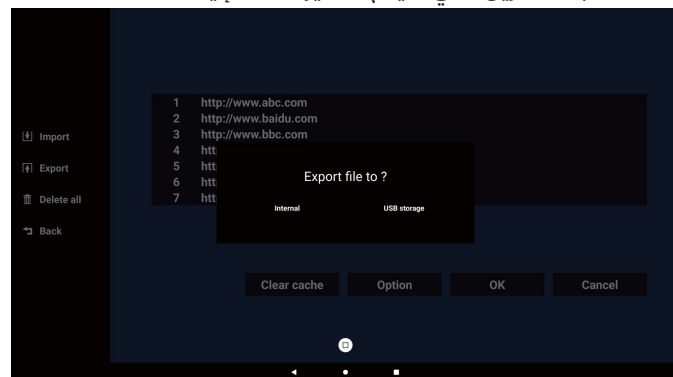 Import
Export
Delete all
Back
1 http://www.abc.com
2 http://www.baidu.com
3 http://www.bbc.com
4 htt
5 htt
6 htt
7 htt
Export file to ?
Internal USB storage
Clear cache Option OK Cancel